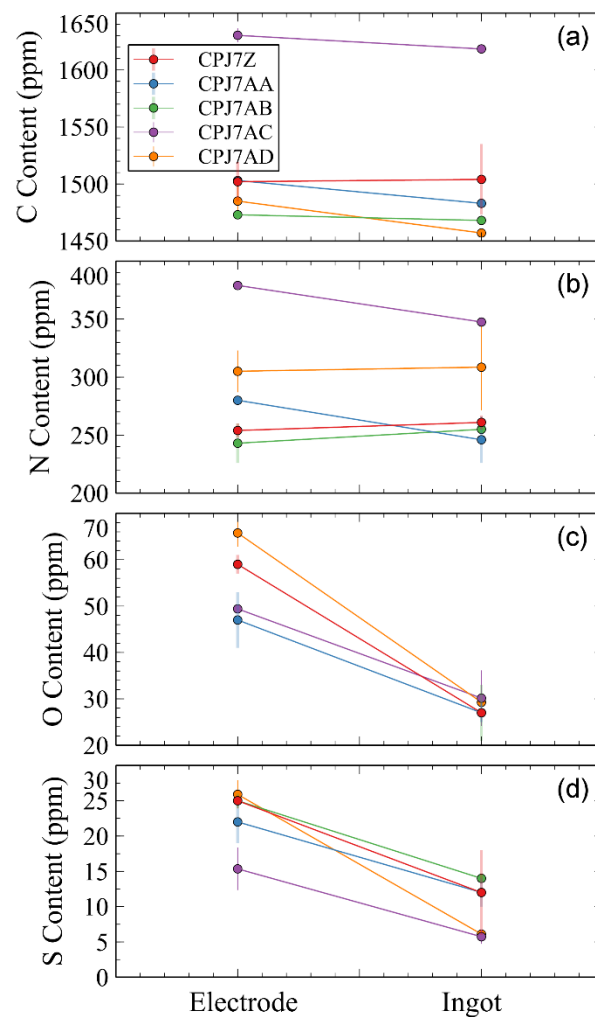 C Content (ppm)
1650
1600
1550
1500
1450
(a)
CPJ7Z
CPJ7AA
CPJ7AB
CPJ7AC
CPJ7AD
N Content (ppm)
400
350
300
250
200
(b)
O Content (ppm)
70
60
50
40
30
20
(c)
S Content (ppm)
30
25
20
15
10
5
0
(d)
Electrode Ingot